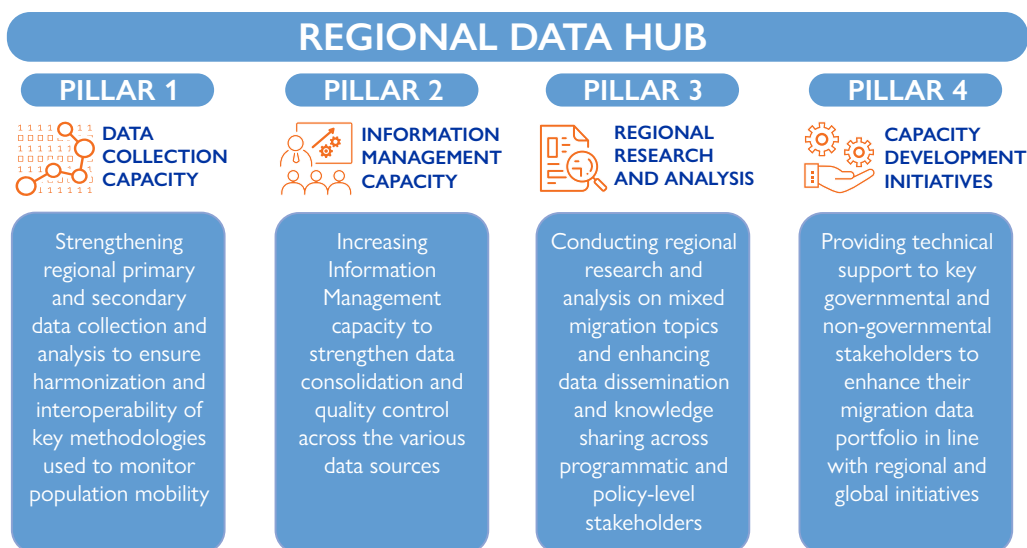 REGIONAL DATA HUB
PILLAR 1
DATA
COLLECTION
CAPACITY
Strengthening
regional primary
and secondary
data collection and
analysis to ensure
harmonization and
interoperability of
key methodologies
used to monitor
population mobility
PILLAR 2
INFORMATION
MANAGEMENT
CAPACITY
Increasing
Information
Management
capacity to
strengthen data
consolidation and
quality control
across the various
data sources
PILLAR 3
REGIONAL
RESEARCH
AND ANALYSIS
Conducting regional
research and
analysis on mixed
migration topics
and enhancing
data dissemination
and knowledge
sharing across
programmatic and
policy-level
stakeholders
PILLAR 4
CAPACITY
DEVELOPMENT
INITIATIVES
Providing technical
support to key
governmental and
non-governmental
stakeholders to
enhance their
migration data
portfolio in line
with regional and
global initiatives